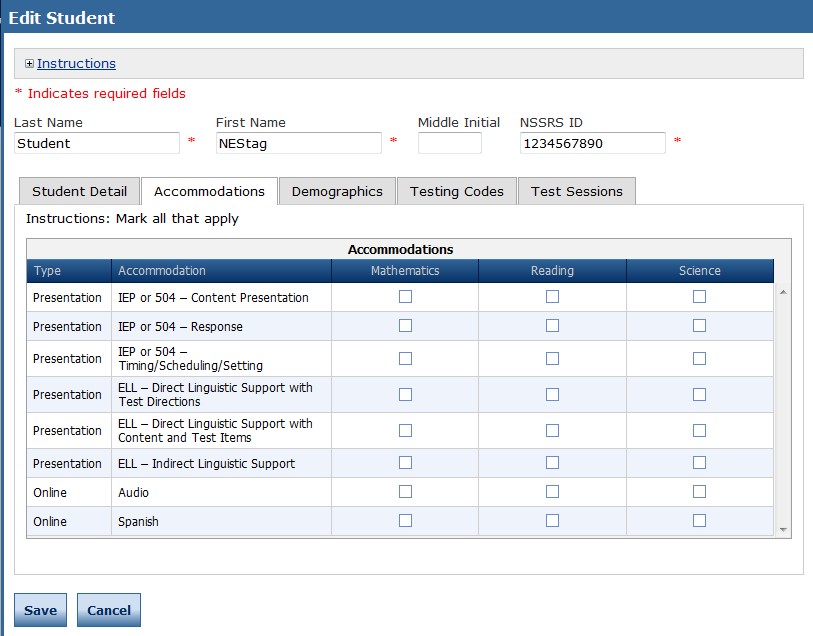 Edit Student
Instructions
* Indicates required fields
Last Name First Name Middle Initial NSSRS ID
Student * NEStag * 1234567890 *
Student Detail Accommodations Demographics Testing Codes Test Sessions
Instructions: Mark all that apply
Accommodations
Type Accommodation Mathematics Reading Science
Presentation IEP or 504 – Content Presentation
Presentation IEP or 504 – Response
Presentation IEP or 504 –
Timing/Scheduling/Setting
Presentation ELL – Direct Linguistic Support with
Test Directions
Presentation ELL – Direct Linguistic Support with
Content and Test Items
Presentation ELL – Indirect Linguistic Support
Online Audio
Online Spanish
Save Cancel